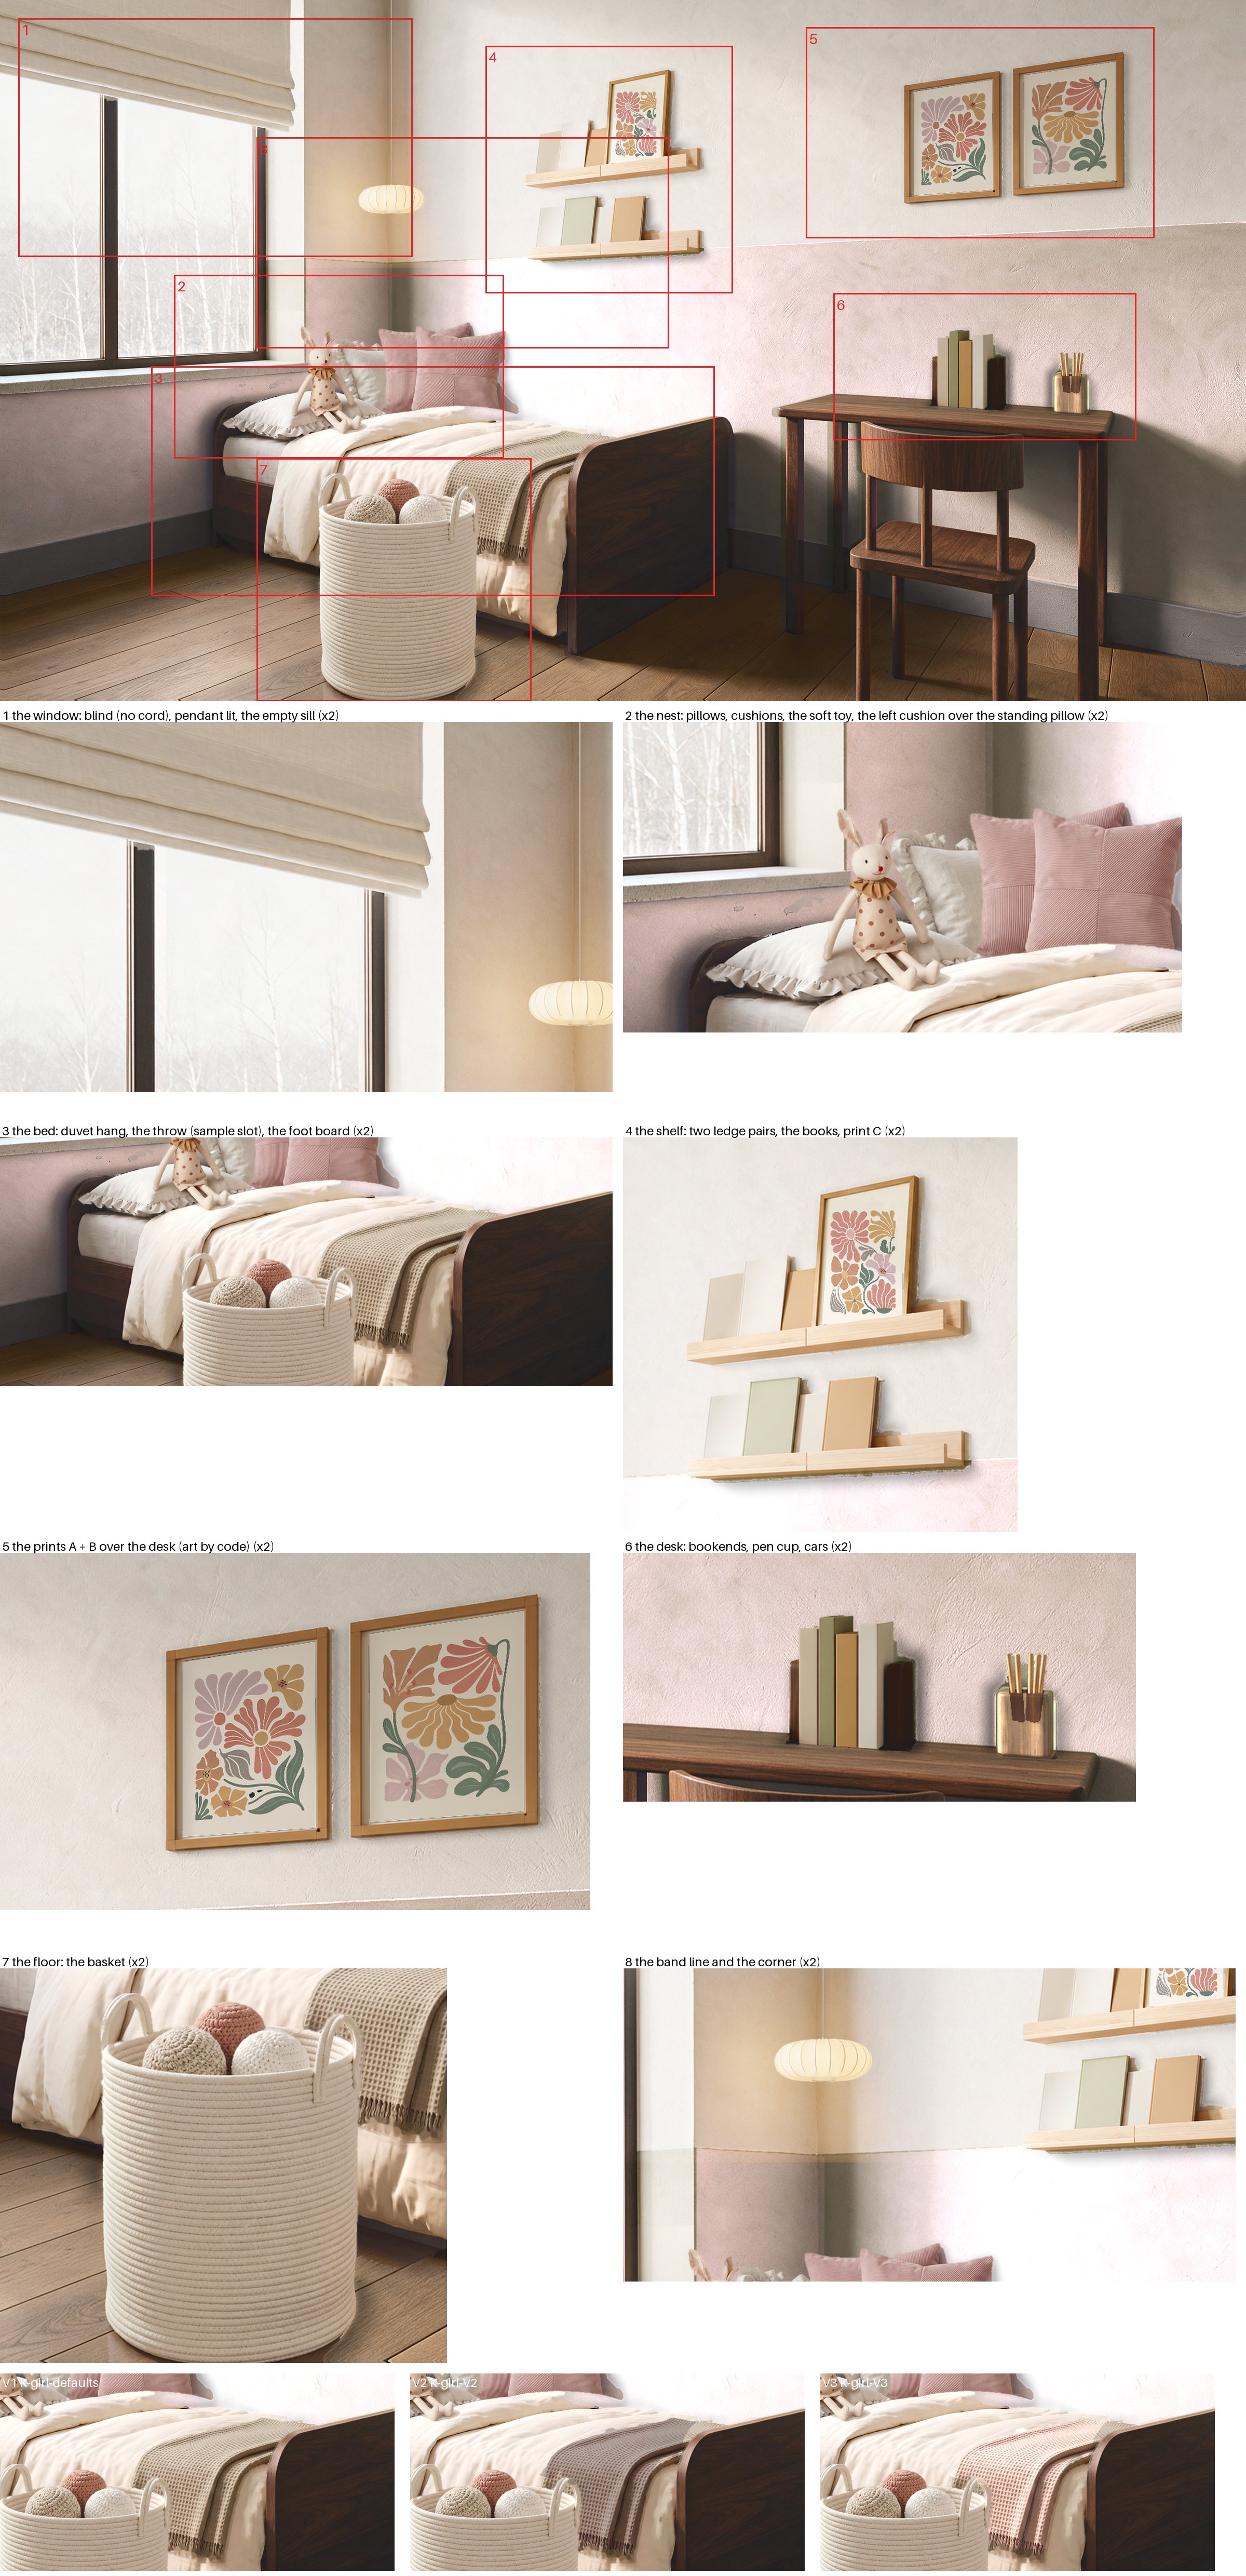 1
4
5
8
2
6
3
7
1 the window: blind (no cord), pendant lit, the empty sill (x2)
2 the nest: pillows, cushions, the soft toy, the left cushion over the standing pillow (x2)
3 the bed: duvet hang, the throw (sample slot), the foot board (x2)
4 the shelf: two ledge pairs, the books, print C (x2)
5 the prints A + B over the desk (art by code) (x2)
6 the desk: bookends, pen cup, cars (x2)
7 the floor: the basket (x2)
8 the band line and the corner (x2)
V1 K-girl-defaults
V2 K-girl-V2
V3 K-girl-V3